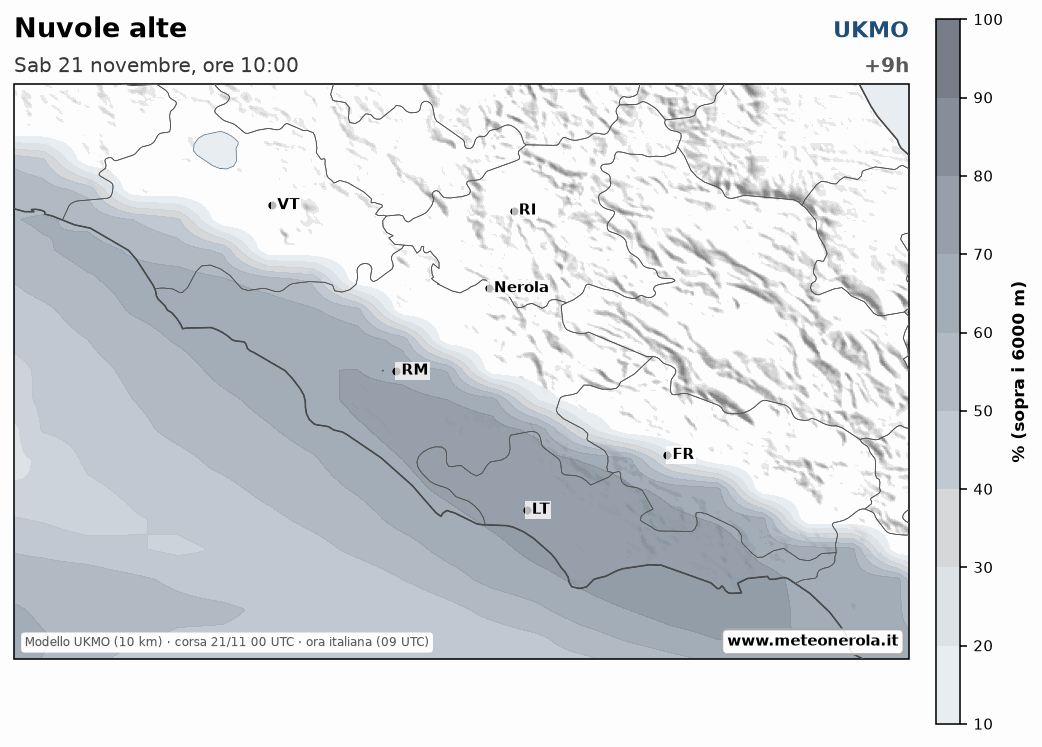 Nuvole alte
UKMO
Sab 21 novembre, ore 10:00
+9h
VT
RI
Nerola
RM
FR
LT
Modello UKMO (10 km) · corsa 21/11 00 UTC · ora italiana (09 UTC)
www.meteonerola.it
100
90
80
70
60
50
40
30
20
10
% (sopra i 6000 m)